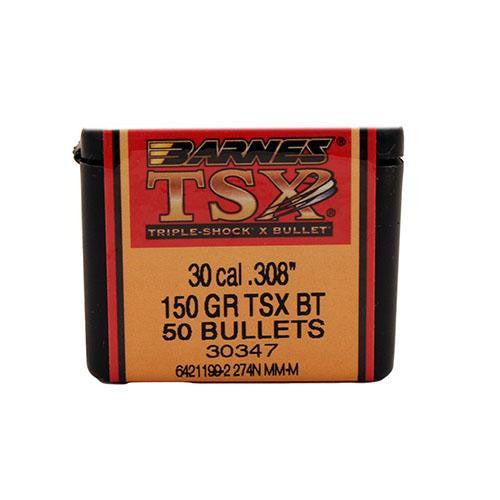 BARNES
TSX
TRIPLE-SHOCK X BULLET
30 cal .308"
150 GR TSX BT
50 BULLETS
30347
6421199-2 274N MM-M